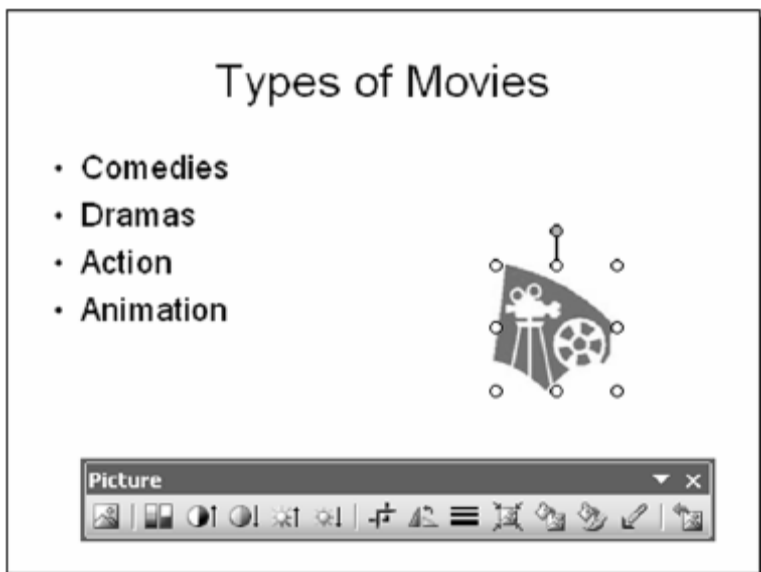 Types of Movies
• Comedies
• Dramas
• Action
• Animation
Picture